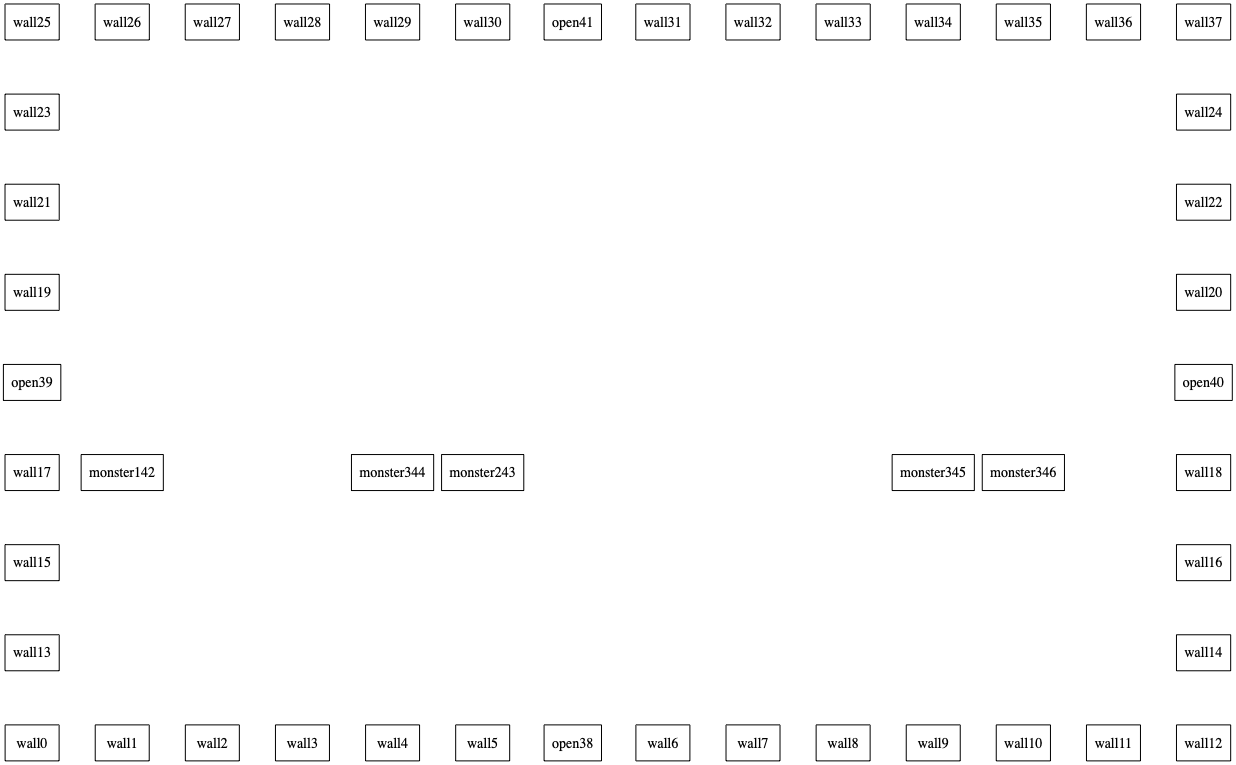 wall25 wall26 wall27 wall28 wall29 wall30 open41 wall31 wall32 wall33 wall34 wall35 wall36 wall37
wall23 wall24
wall21 wall22
wall19 wall20
open39 open40
wall17 monster142 monster344 monster243 monster345 monster346 wall18
wall15 wall16
wall13 wall14
wall0 wall1 wall2 wall3 wall4 wall5 open38 wall6 wall7 wall8 wall9 wall10 wall11 wall12